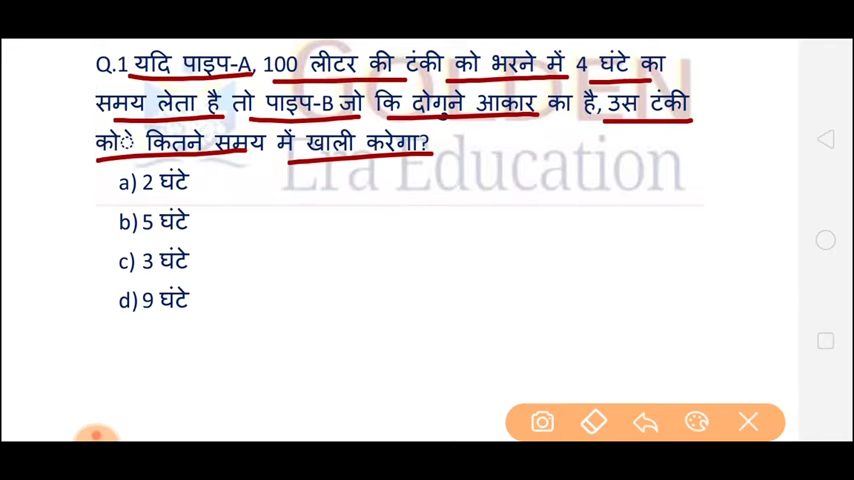 GOLDEN
Era Education
Q.1 यदि पाइप-A, 100 लीटर की टंकी को भरने में 4 घंटे का
समय लेता है तो पाइप-B जो कि दोगुने आकार का है, उस टंकी
कोे कितने समय में खाली करेगा?
a) 2 घंटे
b) 5 घंटे
c) 3 घंटे
d) 9 घंटे